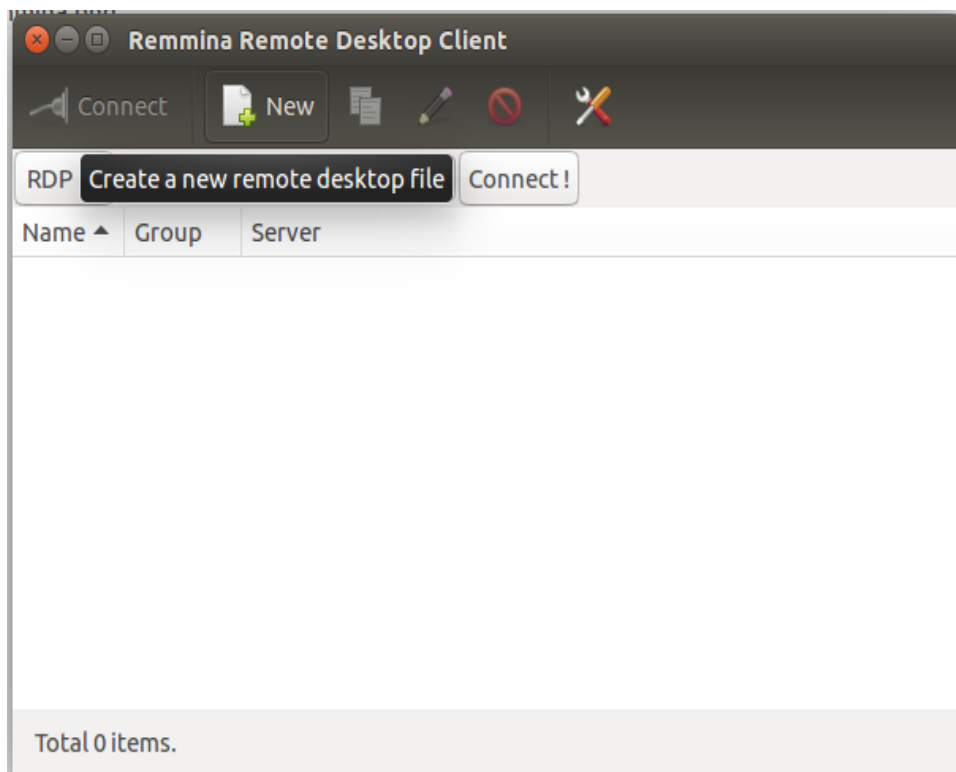 Remmina Remote Desktop Client
Connect New
RDP Create a new remote desktop file Connect !
Name Group Server
Total 0 items.